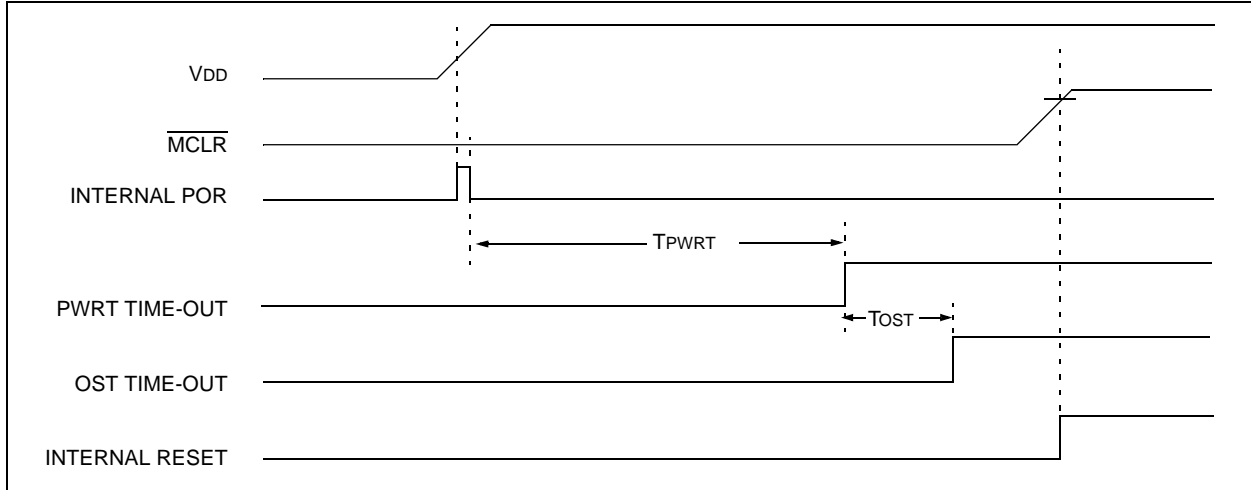 VDD
MCLR
INTERNAL POR
TPWRT
PWRT TIME-OUT
TOST
OST TIME-OUT
INTERNAL RESET